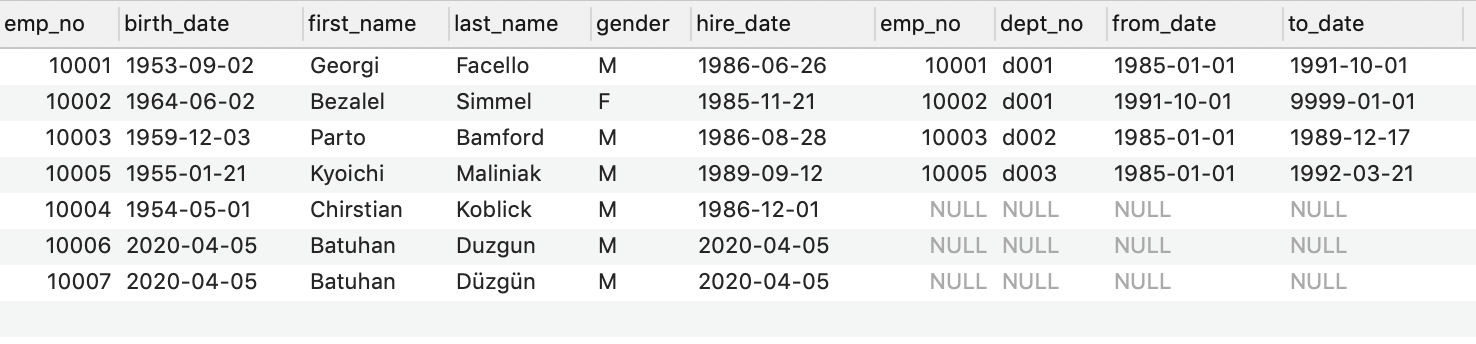 emp_no birth_date first_name last_name gender hire_date emp_no dept_no from_date to_date
10001 1953-09-02 Georgi Facello M 1986-06-26 10001 d001 1985-01-01 1991-10-01
10002 1964-06-02 Bezalel Simmel F 1985-11-21 10002 d001 1991-10-01 9999-01-01
10003 1959-12-03 Parto Bamford M 1986-08-28 10003 d002 1985-01-01 1989-12-17
10005 1955-01-21 Kyoichi Maliniak M 1989-09-12 10005 d003 1985-01-01 1992-03-21
10004 1954-05-01 Chirstian Koblick M 1986-12-01 NULL NULL NULL NULL
10006 2020-04-05 Batuhan Duzgun M 2020-04-05 NULL NULL NULL NULL
10007 2020-04-05 Batuhan Düzgün M 2020-04-05 NULL NULL NULL NULL